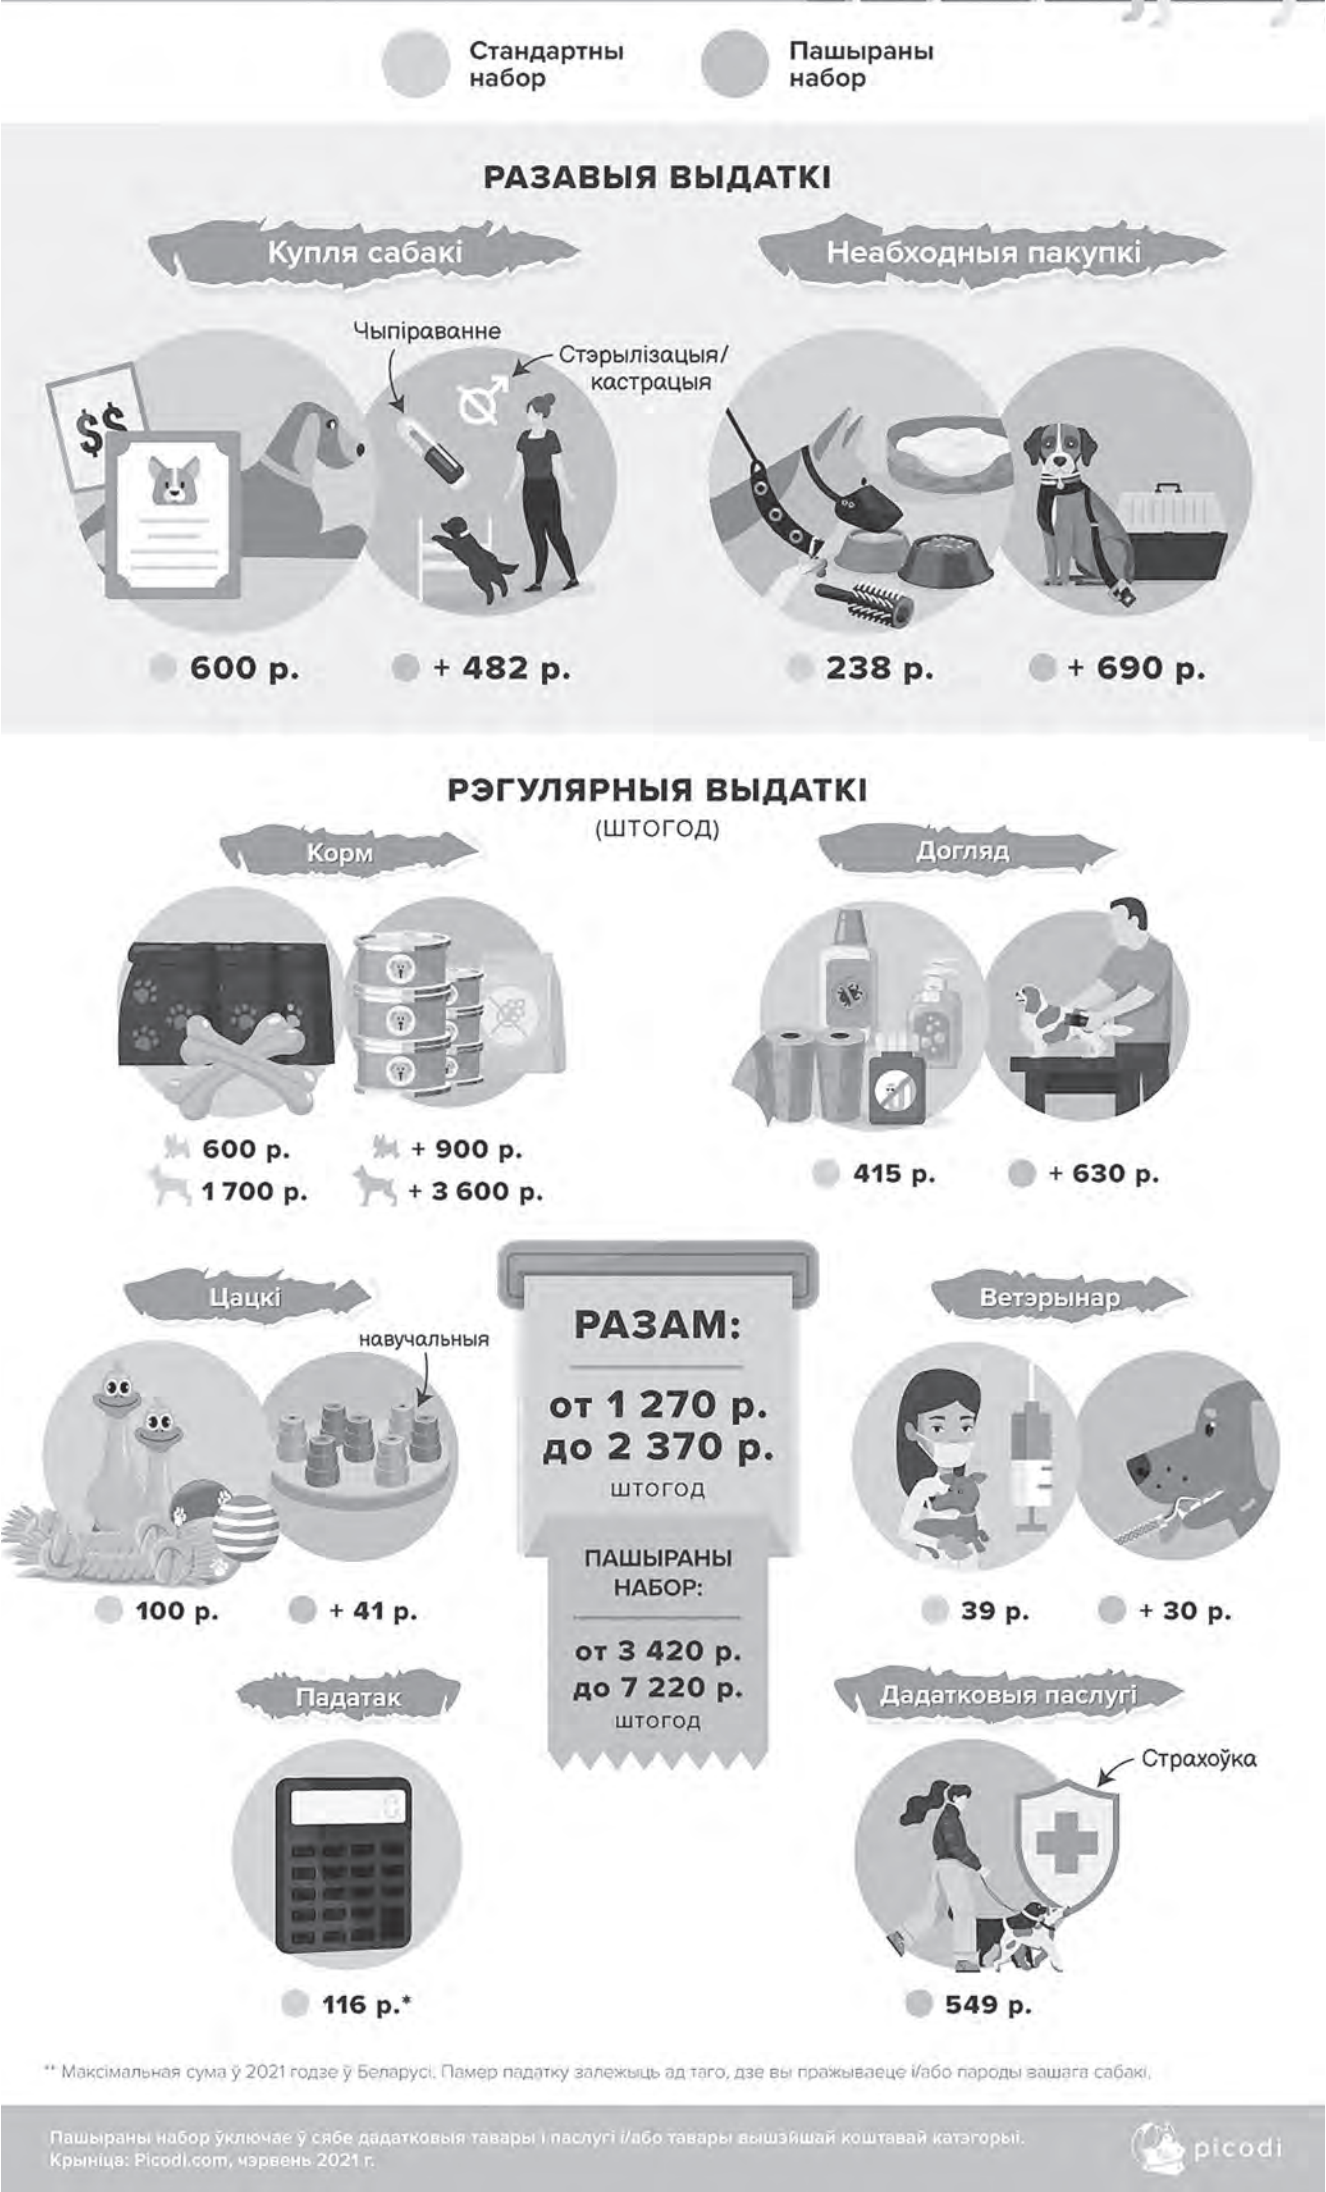 Стандартны
набор
Пашыраны
набор
РАЗАВЫЯ ВЫДАТКІ
Купля сабакі
Неабходныя пакупкі
Чыпіраванне
Стэрылізацыя/
кастрацыя
$$
600 р.
+ 482 р.
238 р.
+ 690 р.
РЭГУЛЯРНЫЯ ВЫДАТКІ
(ШТОГОД)
Корм
Догляд
600 р.
+ 900 р.
1 700 р.
+ 3 600 р.
415 р.
+ 630 р.
Цацкі
навучальныя
Ветэрынар
РАЗАМ:
от 1 270 р.
до 2 370 р.
ШТОГОД
ПАШЫРАНЫ
НАБОР:
от 3 420 р.
до 7 220 р.
ШТОГОД
100 р.
+ 41 р.
39 р.
+ 30 р.
Падатак
Дадатковыя паслугі
Страхоўка
116 р.*
549 р.
** Максімальная сума ў 2021 годзе ў Беларусі. Памер падатку залежыць ад таго, дзе вы пражываеце і/або пароды вашага сабакі.
Пашыраны набор ўключае ў сябе дадатковыя тавары і паслугі і/або тавары вышэйшай коштавай катэгорыі.
Крыніца: Picodi.com, чэрвень 2021 г.
picodi